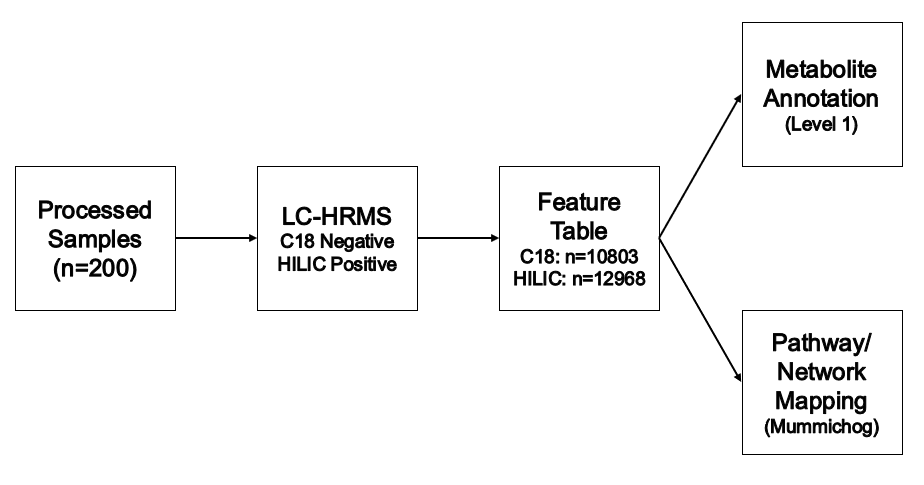 Processed
Samples
(n=200)
LC-HRMS
C18 Negative
HILIC Positive
Feature
Table
C18: n=10803
HILIC: n=12968
Metabolite
Annotation
(Level 1)
Pathway/
Network
Mapping
(Mummichog)